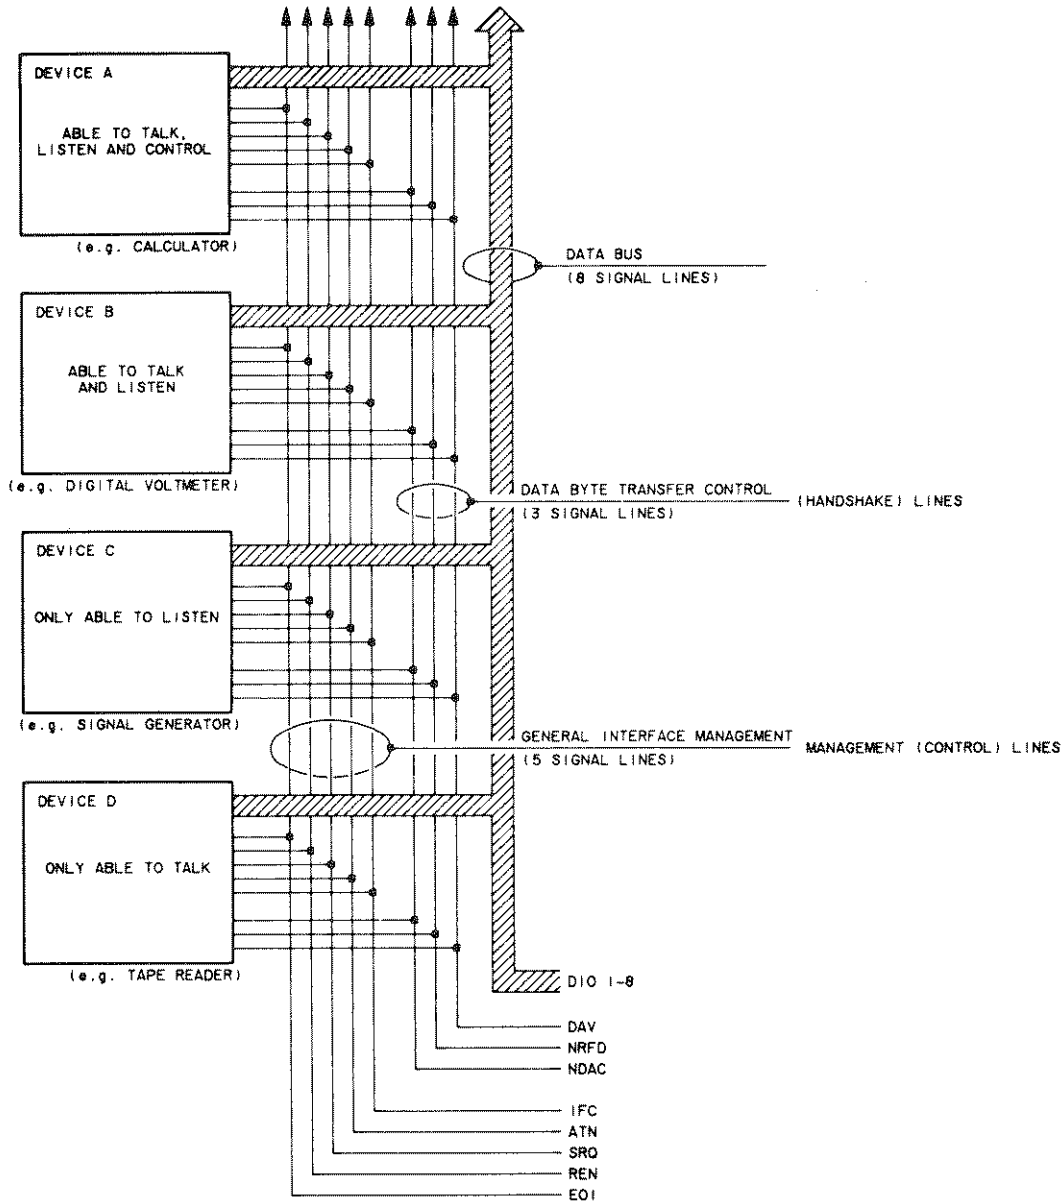 DEVICE A
ABLE TO TALK,
LISTEN AND CONTROL
(e.g. CALCULATOR)
DATA BUS
(8 SIGNAL LINES)
DEVICE B
ABLE TO TALK
AND LISTEN
(e.g. DIGITAL VOLTMETER)
DATA BYTE TRANSFER CONTROL
(3 SIGNAL LINES)
(HANDSHAKE) LINES
DEVICE C
ONLY ABLE TO LISTEN
(e.g. SIGNAL GENERATOR)
GENERAL INTERFACE MANAGEMENT
(5 SIGNAL LINES)
MANAGEMENT (CONTROL) LINES
DEVICE D
ONLY ABLE TO TALK
(e.g. TAPE READER)
DIO 1-8
DAV
NRFD
NDAC
IFC
ATN
SRQ
REN
EOI